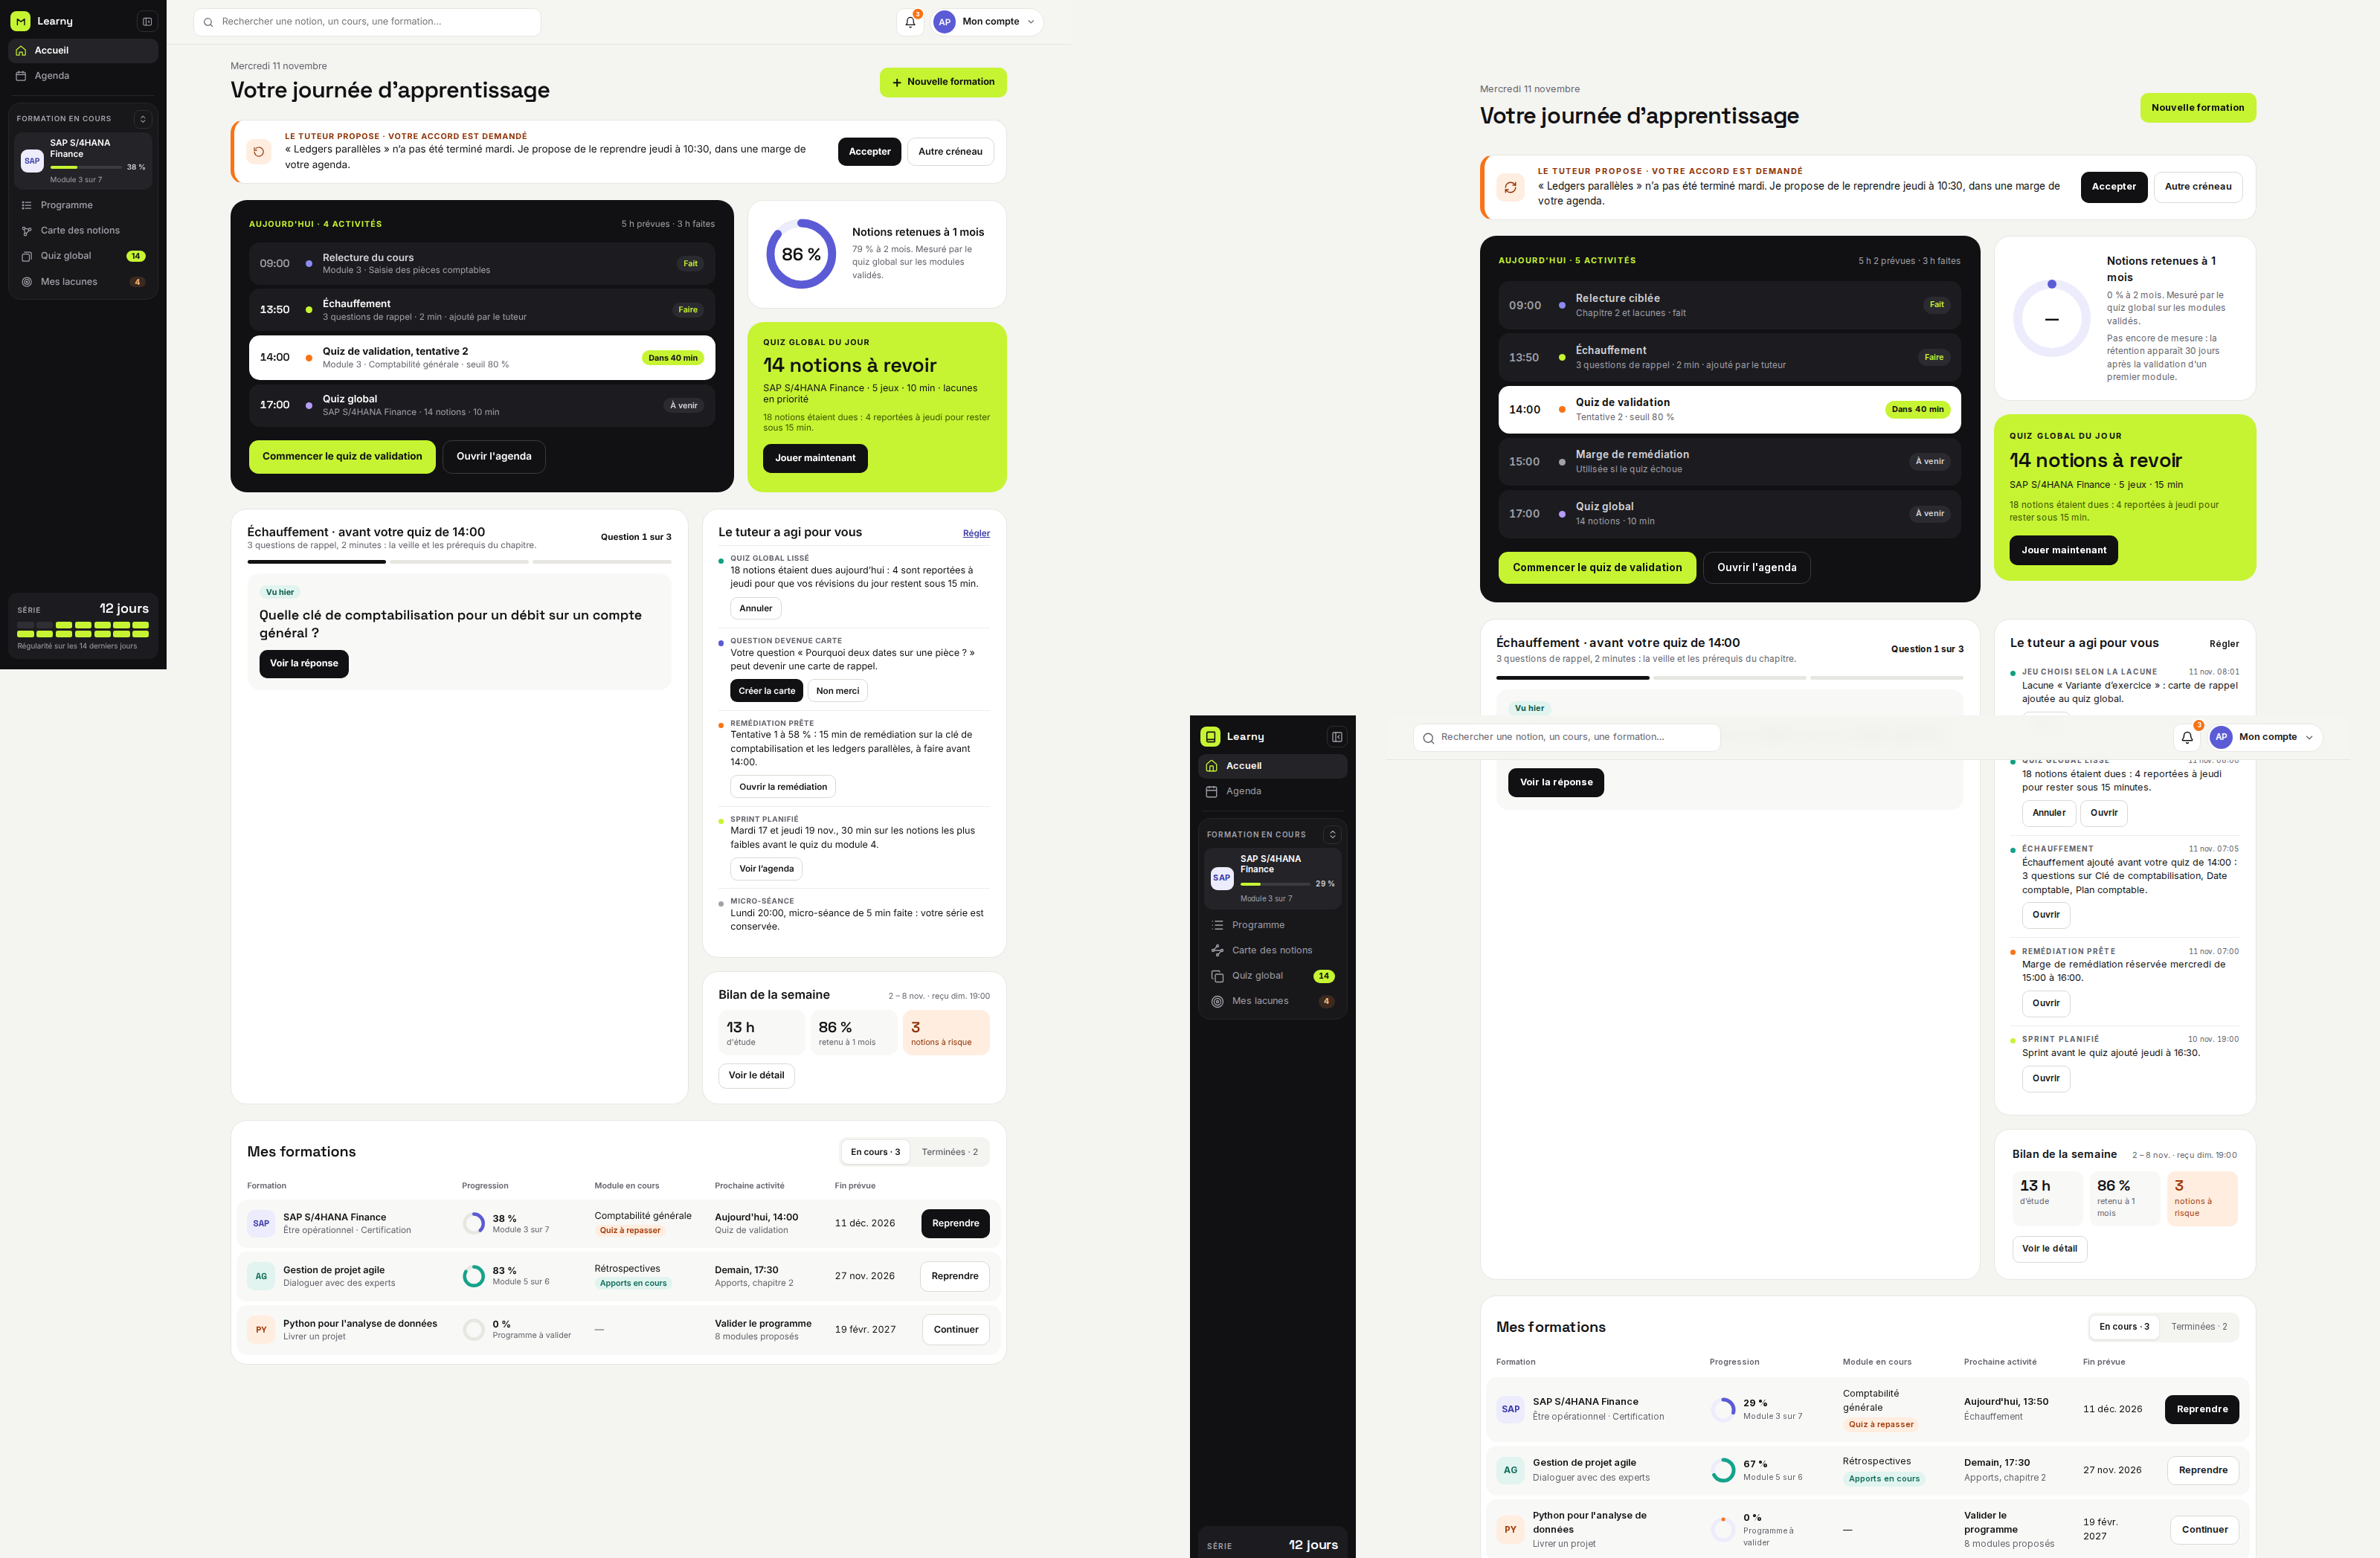 Learny
Accueil
Agenda
FORMATION EN COURS
SAP
SAP S/4HANA
Finance
38 %
Module 3 sur 7
Programme
Carte des notions
Quiz global
14
Mes lacunes
4
SÉRIE
12 jours
Régularité sur les 14 derniers jours
Rechercher une notion, un cours, une formation...
3
AP
Mon compte
Mercredi 11 novembre
Votre journée d’apprentissage
Nouvelle formation
LE TUTEUR PROPOSE · VOTRE ACCORD EST DEMANDÉ
« Ledgers parallèles » n’a pas été terminé mardi. Je propose de le reprendre jeudi à 10:30, dans une marge de
votre agenda.
Accepter
Autre créneau
AUJOURD'HUI · 4 ACTIVITÉS
5 h prévues · 3 h faites
09:00
Relecture du cours
Module 3 · Saisie des pièces comptables
Fait
13:50
Échauffement
3 questions de rappel · 2 min · ajouté par le tuteur
Faire
14:00
Quiz de validation, tentative 2
Module 3 · Comptabilité générale · seuil 80 %
Dans 40 min
17:00
Quiz global
SAP S/4HANA Finance · 14 notions · 10 min
À venir
Commencer le quiz de validation
Ouvrir l'agenda
86 %
Notions retenues à 1 mois
79 % à 2 mois. Mesuré par le
quiz global sur les modules
validés.
QUIZ GLOBAL DU JOUR
14 notions à revoir
SAP S/4HANA Finance · 5 jeux · 10 min · lacunes
en priorité
18 notions étaient dues : 4 reportées à jeudi pour rester
sous 15 min.
Jouer maintenant
Échauffement · avant votre quiz de 14:00
3 questions de rappel, 2 minutes : la veille et les prérequis du chapitre.
Question 1 sur 3
Vu hier
Quelle clé de comptabilisation pour un débit sur un compte
général ?
Voir la réponse
Le tuteur a agi pour vous
Régler
QUIZ GLOBAL LISSÉ
18 notions étaient dues aujourd’hui : 4 sont reportées à
jeudi pour que vos révisions du jour restent sous 15 min.
Annuler
QUESTION DEVENUE CARTE
Votre question « Pourquoi deux dates sur une pièce ? »
peut devenir une carte de rappel.
Créer la carte
Non merci
REMÉDIATION PRÊTE
Tentative 1 à 58 % : 15 min de remédiation sur la clé de
comptabilisation et les ledgers parallèles, à faire avant
14:00.
Ouvrir la remédiation
SPRINT PLANIFIÉ
Mardi 17 et jeudi 19 nov., 30 min sur les notions les plus
faibles avant le quiz du module 4.
Voir l’agenda
MICRO-SÉANCE
Lundi 20:00, micro-séance de 5 min faite : votre série est
conservée.
Bilan de la semaine
2 – 8 nov. · reçu dim. 19:00
13 h
d'étude
86 %
retenu à 1 mois
3
notions à risque
Voir le détail
Mes formations
En cours · 3
Terminées · 2
Formation
Progression
Module en cours
Prochaine activité
Fin prévue
SAP
SAP S/4HANA Finance
Être opérationnel · Certification
38 %
Module 3 sur 7
Comptabilité générale
Quiz à repasser
Aujourd'hui, 14:00
Quiz de validation
11 déc. 2026
Reprendre
AG
Gestion de projet agile
Dialoguer avec des experts
83 %
Module 5 sur 6
Rétrospectives
Apports en cours
Demain, 17:30
Apports, chapitre 2
27 nov. 2026
Reprendre
PY
Python pour l'analyse de données
Livrer un projet
0 %
Programme à valider
—
Valider le programme
8 modules proposés
19 févr. 2027
Continuer
Mercredi 11 novembre
Votre journée d’apprentissage
Nouvelle formation
LE TUTEUR PROPOSE · VOTRE ACCORD EST DEMANDÉ
« Ledgers parallèles » n’a pas été terminé mardi. Je propose de le reprendre jeudi à 10:30, dans une marge de
votre agenda.
Accepter
Autre créneau
AUJOURD'HUI · 5 ACTIVITÉS
5 h 2 prévues · 3 h faites
09:00
Relecture ciblée
Chapitre 2 et lacunes · fait
Fait
13:50
Échauffement
3 questions de rappel · 2 min · ajouté par le tuteur
Faire
14:00
Quiz de validation
Tentative 2 · seuil 80 %
Dans 40 min
15:00
Marge de remédiation
Utilisée si le quiz échoue
À venir
17:00
Quiz global
14 notions · 10 min
À venir
Commencer le quiz de validation
Ouvrir l'agenda
—
Notions retenues à 1
mois
0 % à 2 mois. Mesuré par le
quiz global sur les modules
validés.
Pas encore de mesure : la
rétention apparaît 30 jours
après la validation d'un
premier module.
QUIZ GLOBAL DU JOUR
14 notions à revoir
SAP S/4HANA Finance · 5 jeux · 15 min
18 notions étaient dues : 4 reportées à jeudi pour
rester sous 15 min.
Jouer maintenant
Échauffement · avant votre quiz de 14:00
3 questions de rappel, 2 minutes : la veille et les prérequis du chapitre.
Question 1 sur 3
Vu hier
Voir la réponse
Le tuteur a agi pour vous
Régler
JEU CHOISI SELON LA LACUNE
11 nov. 08:01
Lacune « Variante d’exercice » : carte de rappel
ajoutée au quiz global.
Learny
Accueil
Agenda
FORMATION EN COURS
SAP
SAP S/4HANA
Finance
29 %
Module 3 sur 7
Programme
Carte des notions
Quiz global
14
Mes lacunes
4
SÉRIE
12 jours
Rechercher une notion, un cours, une formation...
3
AP
Mon compte
QUIZ GLOBAL LISSÉ
18 notions étaient dues : 4 reportées à jeudi
pour rester sous 15 minutes.
Annuler
Ouvrir
ÉCHAUFFEMENT
11 nov. 07:05
Échauffement ajouté avant votre quiz de 14:00 :
3 questions sur Clé de comptabilisation, Date
comptable, Plan comptable.
Ouvrir
REMÉDIATION PRÊTE
11 nov. 07:00
Marge de remédiation réservée mercredi de
15:00 à 16:00.
Ouvrir
SPRINT PLANIFIÉ
10 nov. 19:00
Sprint avant le quiz ajouté jeudi à 16:30.
Ouvrir
Bilan de la semaine
2 – 8 nov. · reçu dim. 19:00
13 h
d'étude
86 %
retenu à 1
mois
3
notions à
risque
Voir le détail
Mes formations
En cours · 3
Terminées · 2
Formation
Progression
Module en cours
Prochaine activité
Fin prévue
SAP
SAP S/4HANA Finance
Être opérationnel · Certification
29 %
Module 3 sur 7
Comptabilité
générale
Quiz à repasser
Aujourd'hui, 13:50
Échauffement
11 déc. 2026
Reprendre
AG
Gestion de projet agile
Dialoguer avec des experts
67 %
Module 5 sur 6
Rétrospectives
Apports en cours
Demain, 17:30
Apports, chapitre 2
27 nov. 2026
Reprendre
PY
Python pour l'analyse de
données
Livrer un projet
0 %
Programme à
valider
—
Valider le
programme
8 modules proposés
19 févr.
2027
Continuer